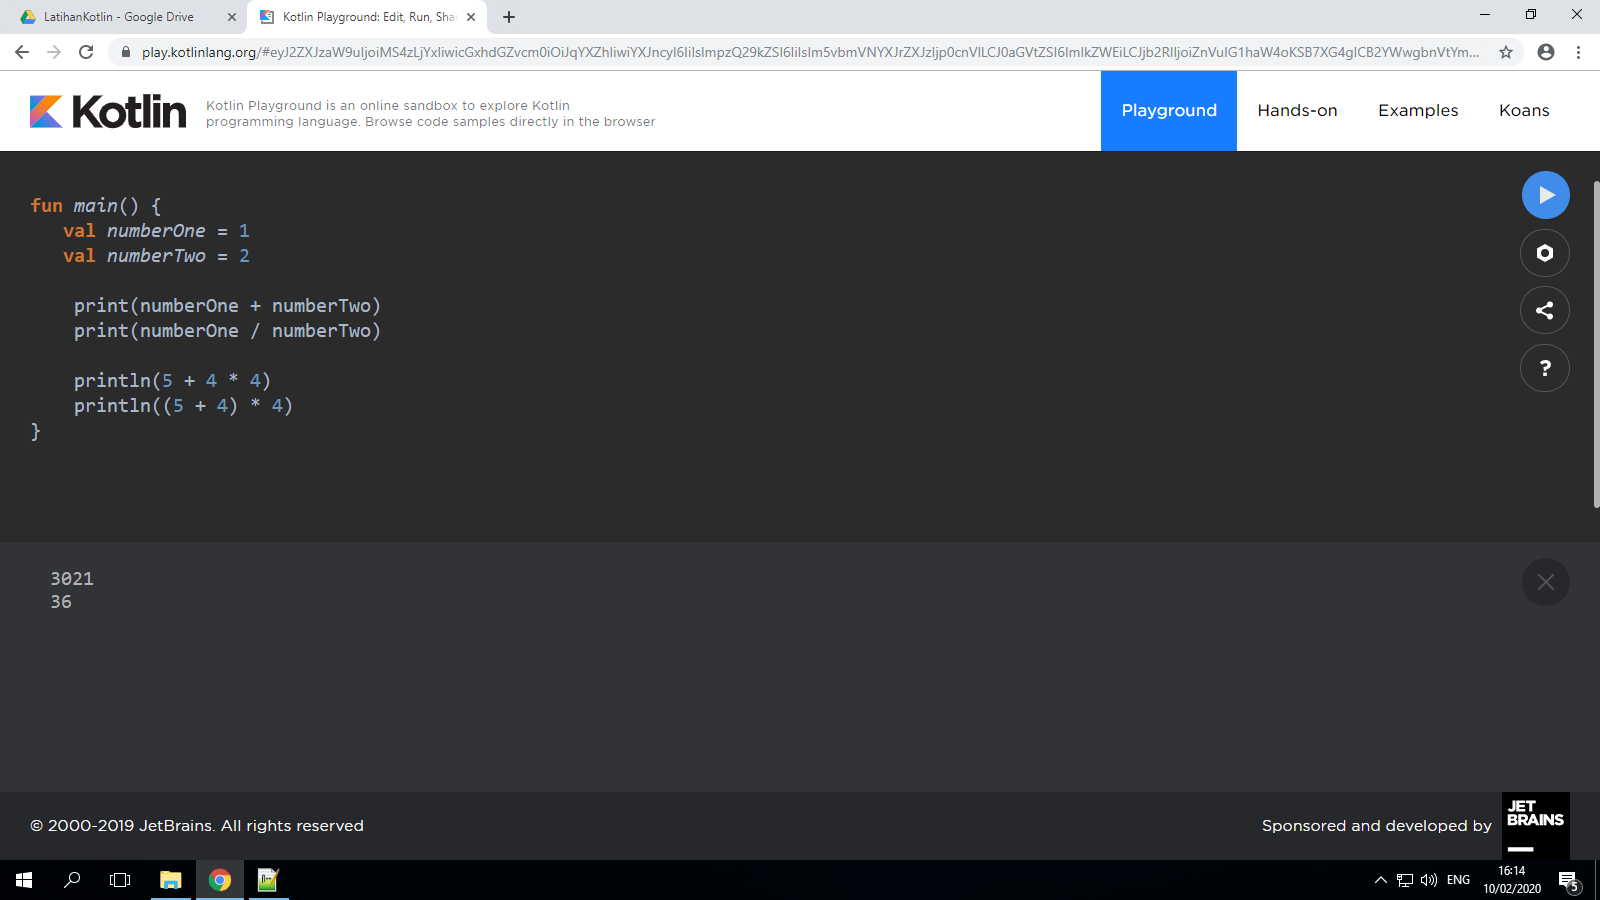 LatihanKotlin - Google Drive
Kotlin Playground: Edit, Run, Sha
play.kotlinlang.org/
Kotlin
Kotlin Playground is an online sandbox to explore Kotlin
programming language. Browse code samples directly in the browser
Playground
Hands-on
Examples
Koans
fun main() {
val numberOne = 1
val numberTwo = 2
print(numberOne + numberTwo)
print(numberOne / numberTwo)
println(5 + 4 * 4)
println((5 + 4) * 4)
}
?
3021
36
© 2000-2019 JetBrains. All rights reserved
Sponsored and developed by
JET
BRAINS
ENG
16:14
10/02/2020
5